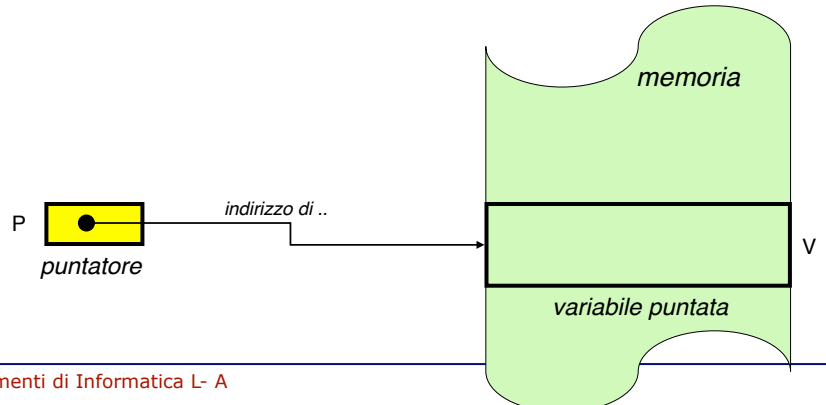 memoria
indirizzo di ..
P
V
puntatore
variabile puntata
menti di Informatica L- A